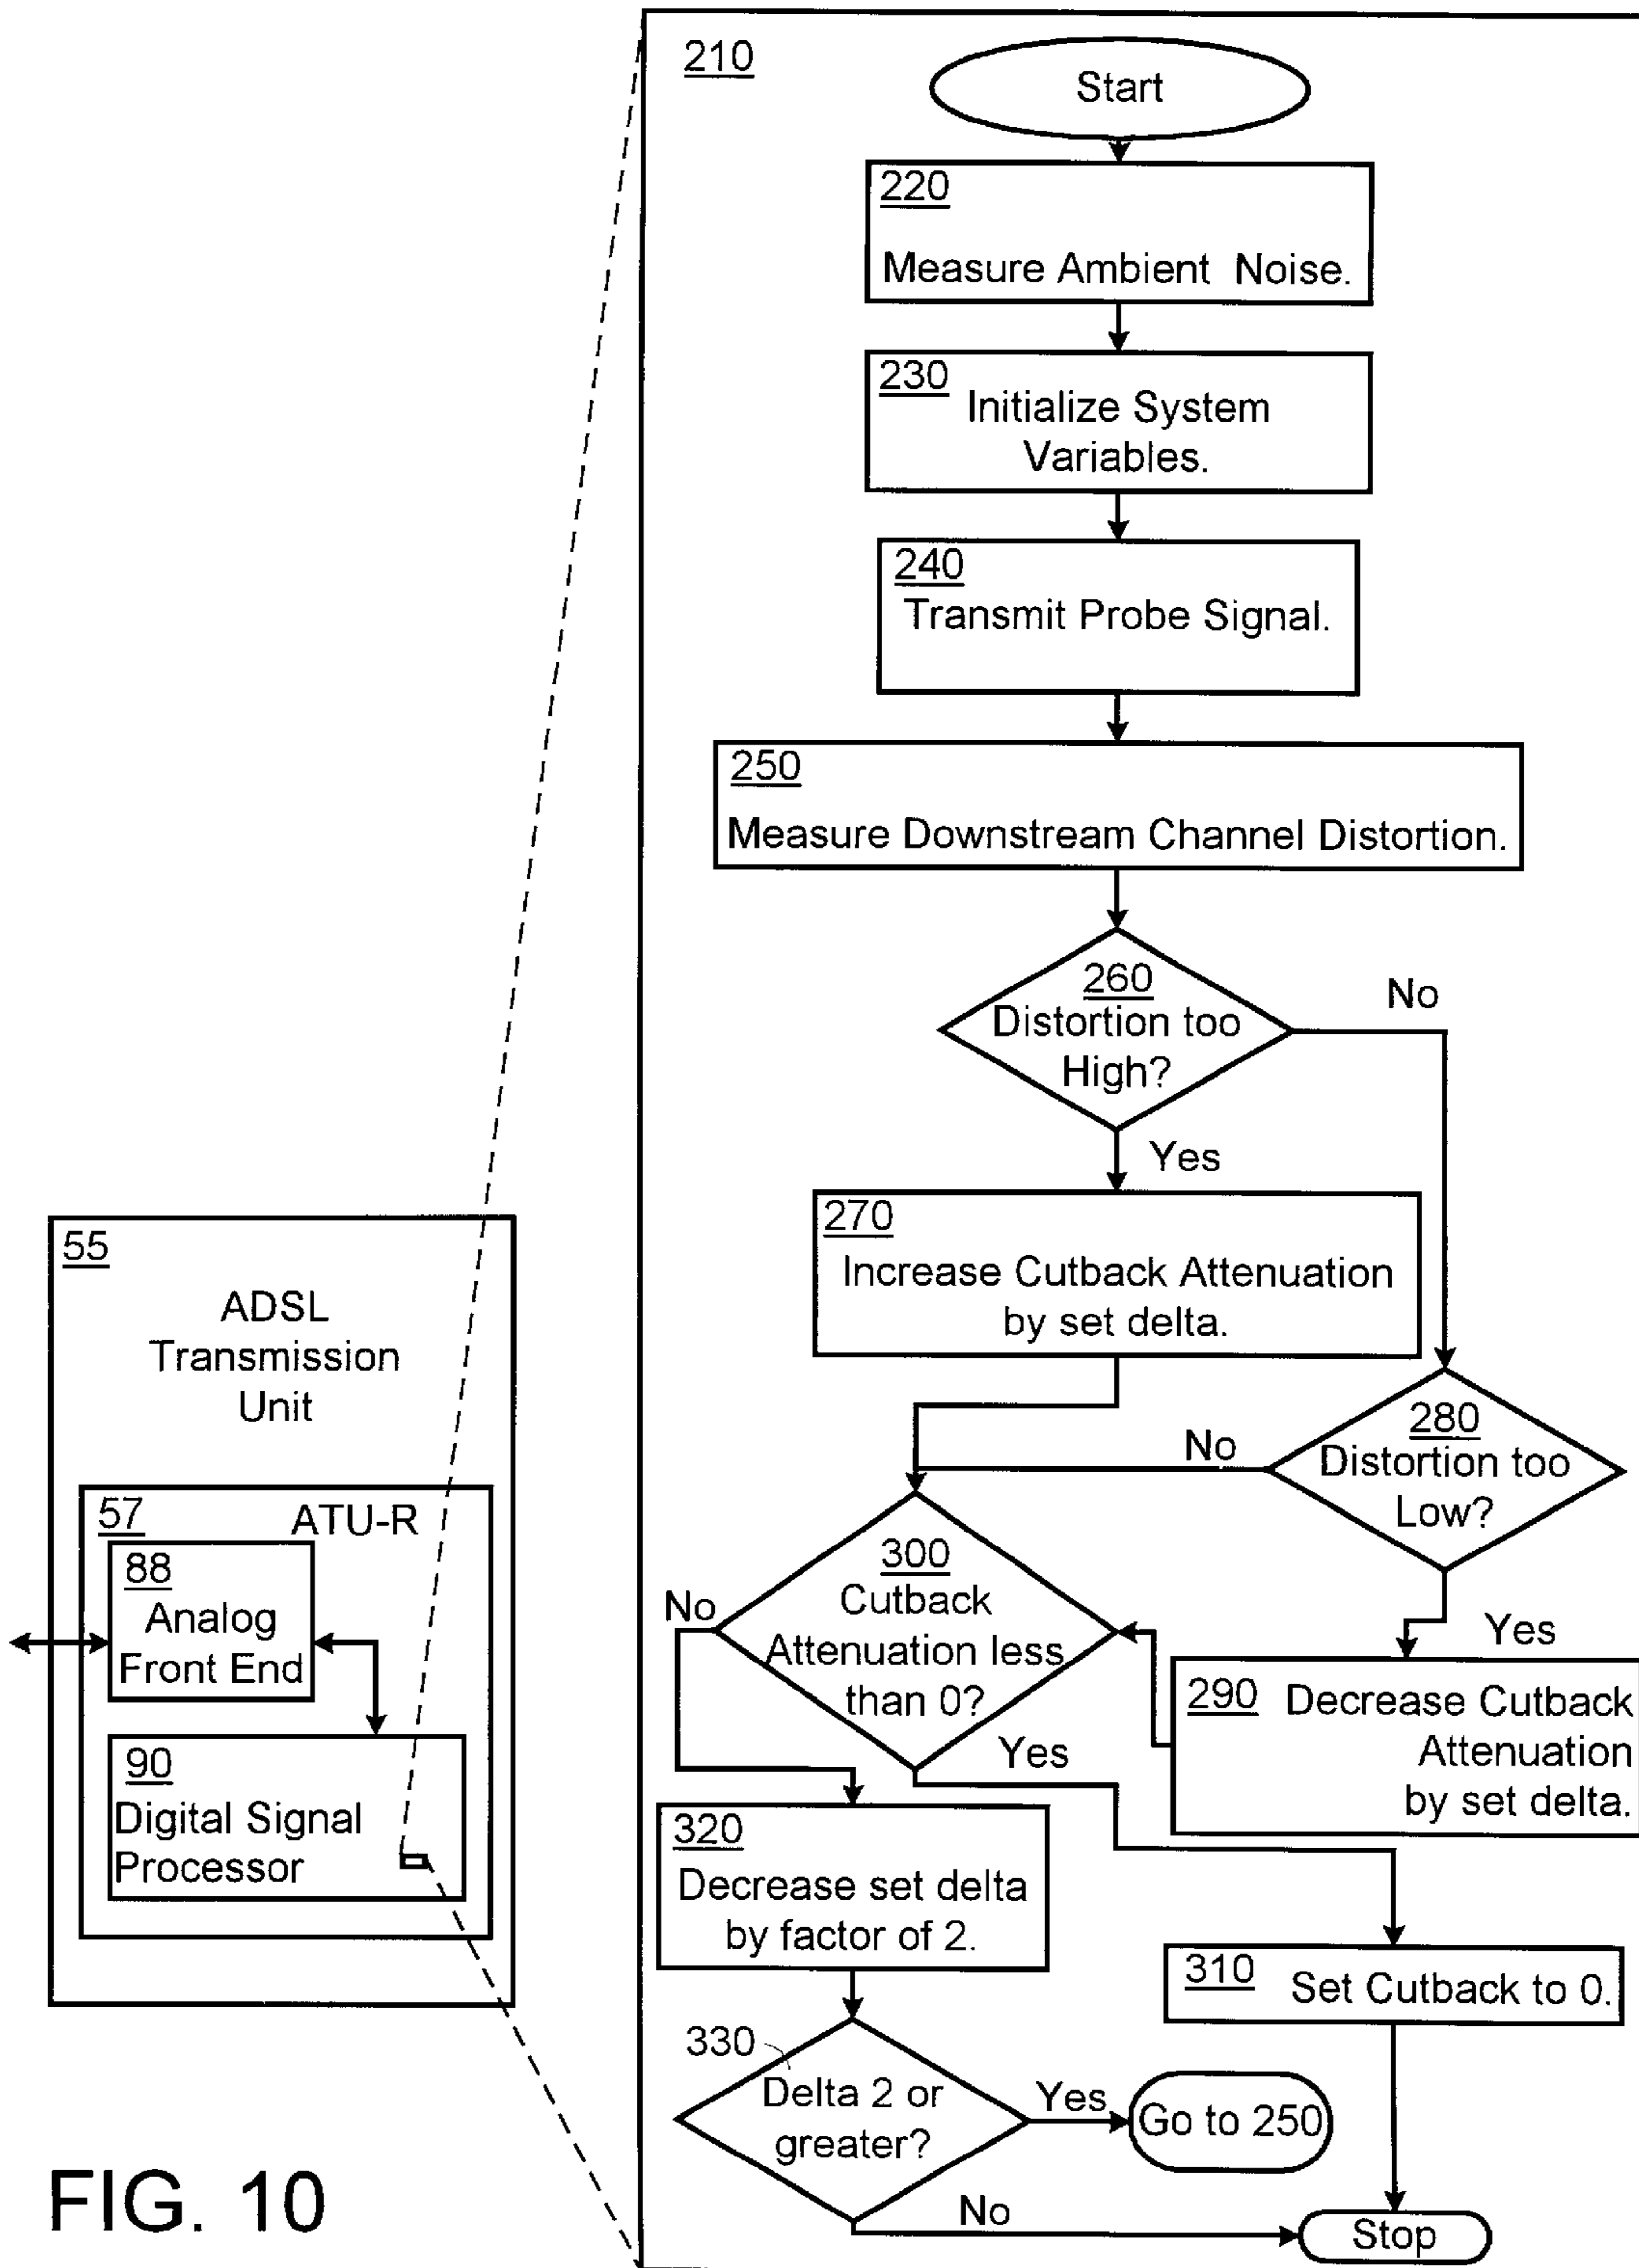 210
Start
220
Measure Ambient Noise.
230
Initialize System
Variables.
240
Transmit Probe Signal.
250
Measure Downstream Channel Distortion.
260
Distortion too
High?
No
Yes
270
Increase Cutback Attenuation
by set delta.
280
Distortion too
Low?
No
Yes
290 Decrease Cutback
Attenuation
by set delta.
300
Cutback
Attenuation less
than 0?
No
Yes
320
Decrease set delta
by factor of 2.
310 Set Cutback to 0.
330
Delta 2 or
greater?
Yes
Go to 250
No
Stop
55
ADSL
Transmission
Unit
57 ATU-R
88
Analog
Front End
90
Digital Signal
Processor
FIG. 10